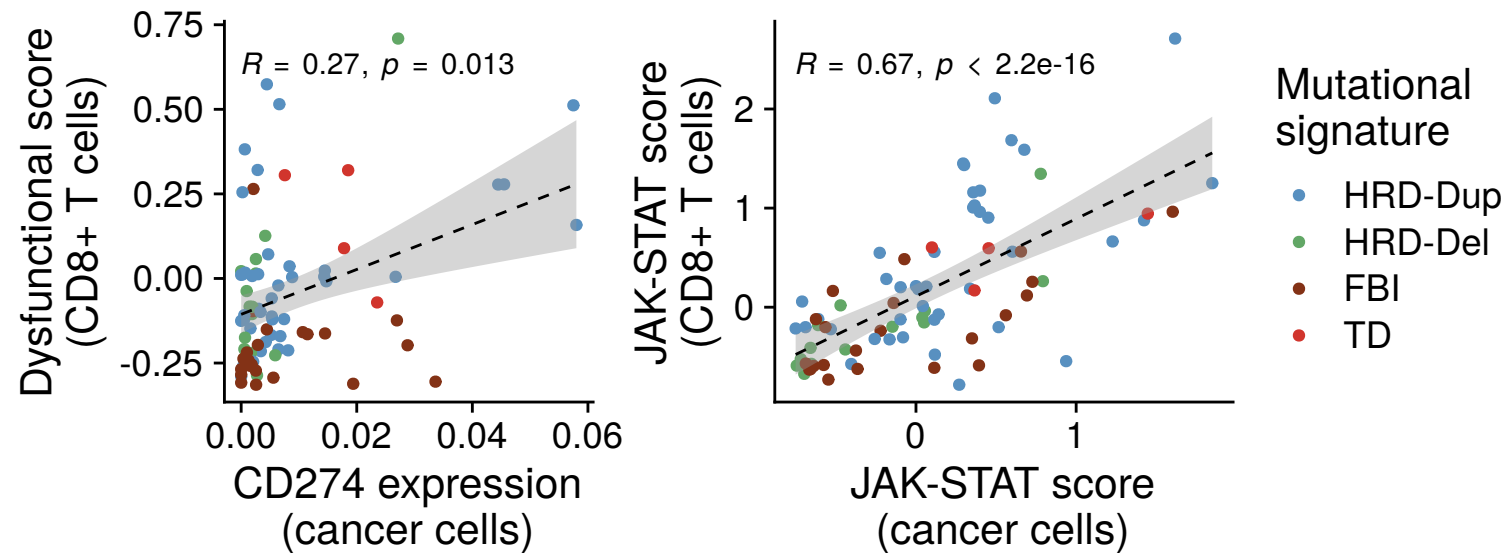 Dysfunctional score
(CD8+ T cells)
0.75
0.50
0.25
0.00
-0.25
R = 0.27, p = 0.013
0.00 0.02 0.04 0.06
CD274 expression
(cancer cells)
JAK-STAT score
(CD8+ T cells)
2
1
0
R = 0.67, p < 2.2e-16
0 1
JAK-STAT score
(cancer cells)
Mutational
signature
HRD-Dup
HRD-Del
FBI
TD